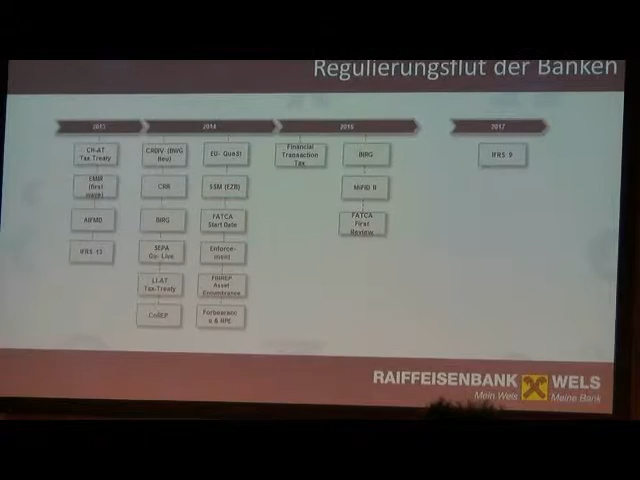 Regulierungsflut der Banken
2013
2014
2015
2017
CH-AT
Tax Treaty
EMIR
(first
wave)
AIFMD
IFRS 13
CRDIV- (BWG
Neu)
CRR
BIRG
SEPA
Go- Live
LI-AT
Tax-Treaty
CoREP
EU- QueSt
SSM (EZB)
FATCA
Start Date
Enforce-
ment
FINREP
Asset
Encumbrance
Forbearanc
e & NPE
Financial
Transaction
Tax
BIRG
MiFID II
FATCA
First
Review
IFRS 9
RAIFFEISENBANK WELS
Mein Wels Meine Bank